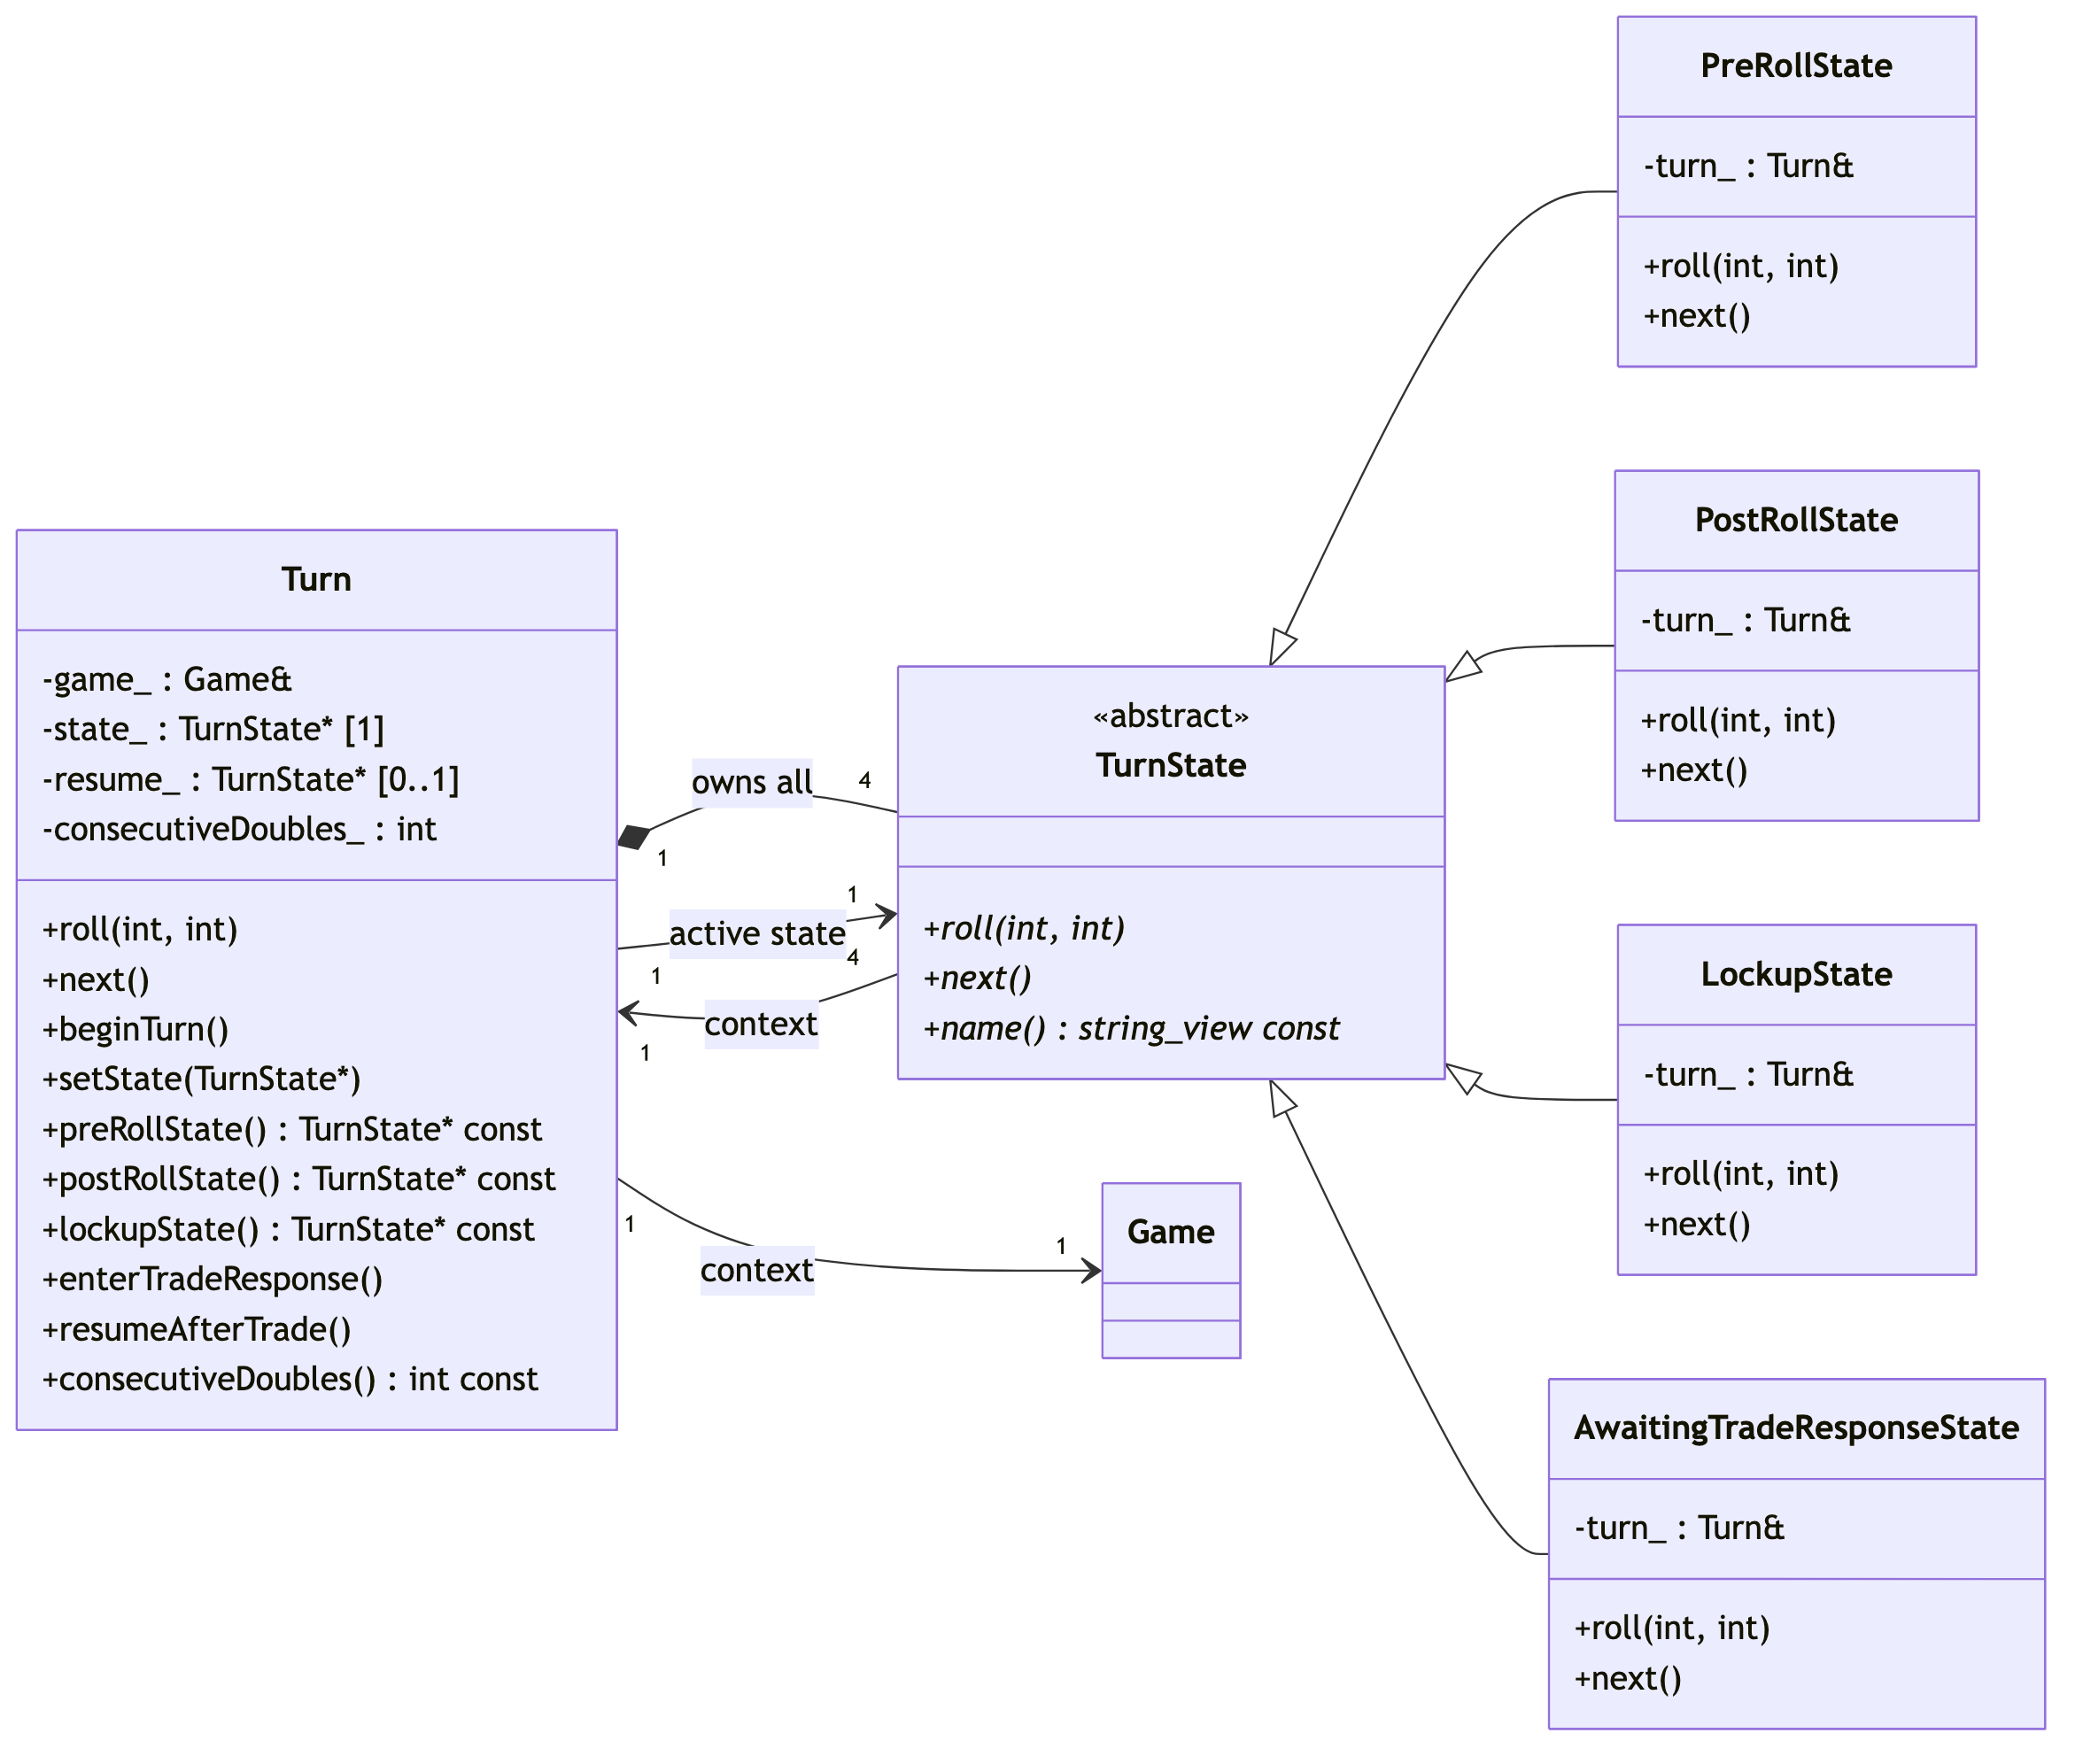 Turn
-game_ : Game&
-state_ : TurnState* [1]
-resume_ : TurnState* [0..1]
-consecutiveDoubles_ : int
+roll(int, int)
+next()
+beginTurn()
+setState(TurnState*)
+preRollState() : TurnState* const
+postRollState() : TurnState* const
+lockupState() : TurnState* const
+enterTradeResponse()
+resumeAfterTrade()
+consecutiveDoubles() : int const
owns all
4
1
active state
1
1
context
4
1
context
1
1
«abstract»
TurnState
+roll(int, int)
+next()
+name() : string_view const
Game
PreRollState
-turn_ : Turn&
+roll(int, int)
+next()
PostRollState
-turn_ : Turn&
+roll(int, int)
+next()
LockupState
-turn_ : Turn&
+roll(int, int)
+next()
AwaitingTradeResponseState
-turn_ : Turn&
+roll(int, int)
+next()